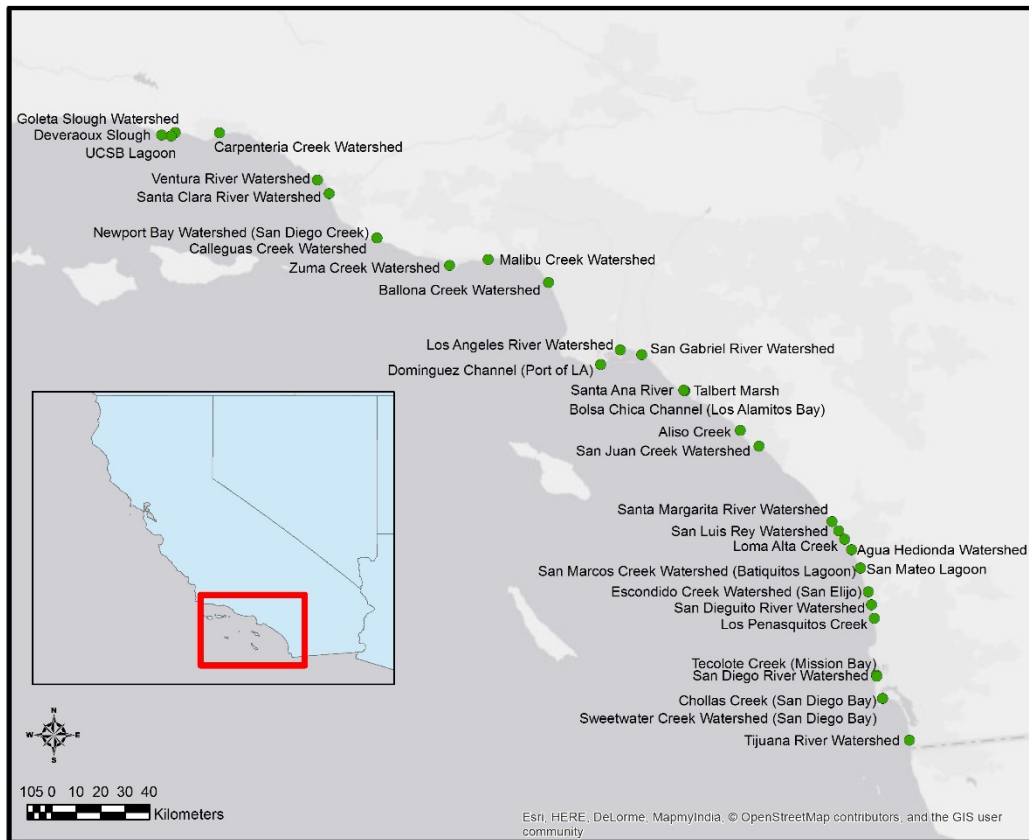 Goleta Slough Watershed
Deveraoux Slough
UCSB Lagoon
Carpenteria Creek Watershed
Ventura River Watershed
Santa Clara River Watershed
Newport Bay Watershed (San Diego Creek)
Calleguas Creek Watershed
Zuma Creek Watershed
Malibu Creek Watershed
Ballona Creek Watershed
Los Angeles River Watershed
San Gabriel River Watershed
Dominguez Channel (Port of LA)
Santa Ana River
Talbert Marsh
Bolsa Chica Channel (Los Alamitos Bay)
Aliso Creek
San Juan Creek Watershed
Santa Margarita River Watershed
San Luis Rey Watershed
Loma Alta Creek
Agua Hedionda Watershed
San Marcos Creek Watershed (Batiquitos Lagoon)
San Mateo Lagoon
Escondido Creek Watershed (San Elijo)
San Dieguito River Watershed
Los Penasquitos Creek
Tecolote Creek (Mission Bay)
San Diego River Watershed
Chollas Creek (San Diego Bay)
Sweetwater Creek Watershed (San Diego Bay)
Tijuana River Watershed
N
W E
S
105 0 10 20 30 40
Kilometers
Esri, HERE, DeLorme, MapmyIndia, © OpenStreetMap contributors, and the GIS user
community